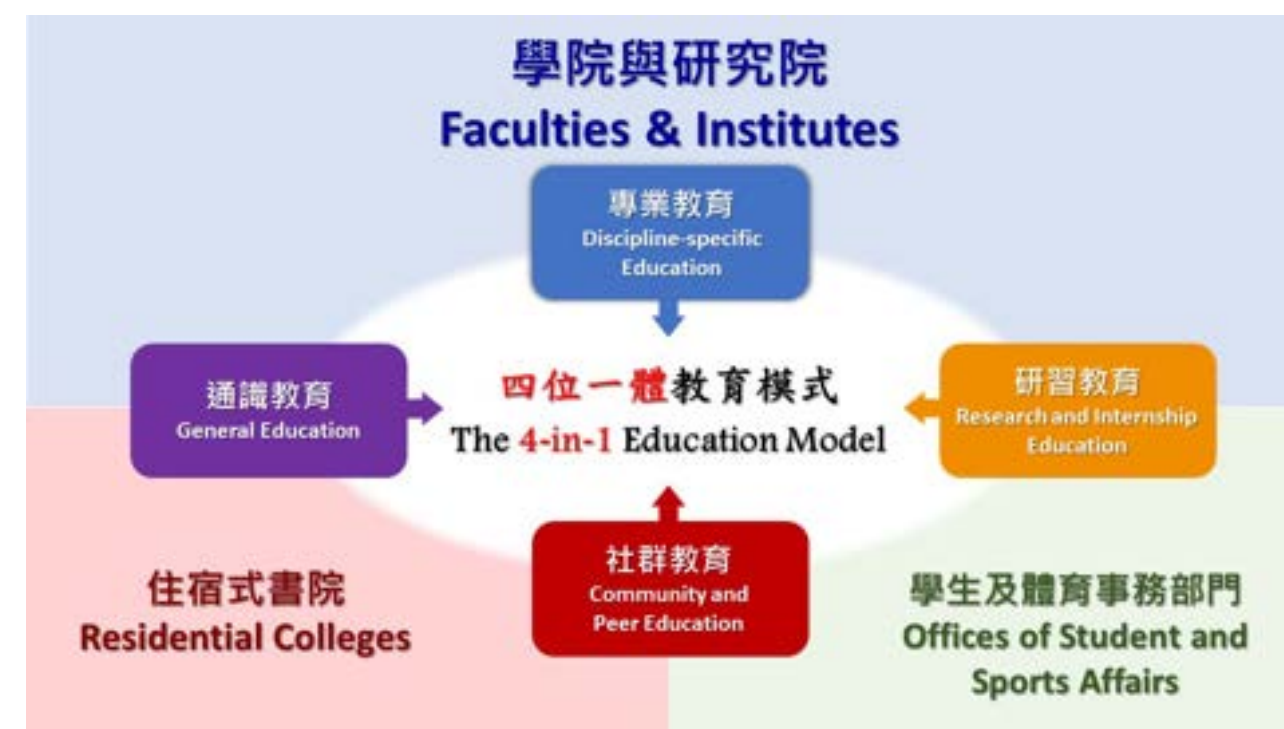 學院與研究院
Faculties & Institutes
專業教育
Discipline-specific
Education
通識教育
General Education
四位一體教育模式
The 4-in-1 Education Model
研習教育
Research and Internship
Education
社群教育
Community and
Peer Education
住宿式書院
Residential Colleges
學生及體育事務部門
Offices of Student and
Sports Affairs